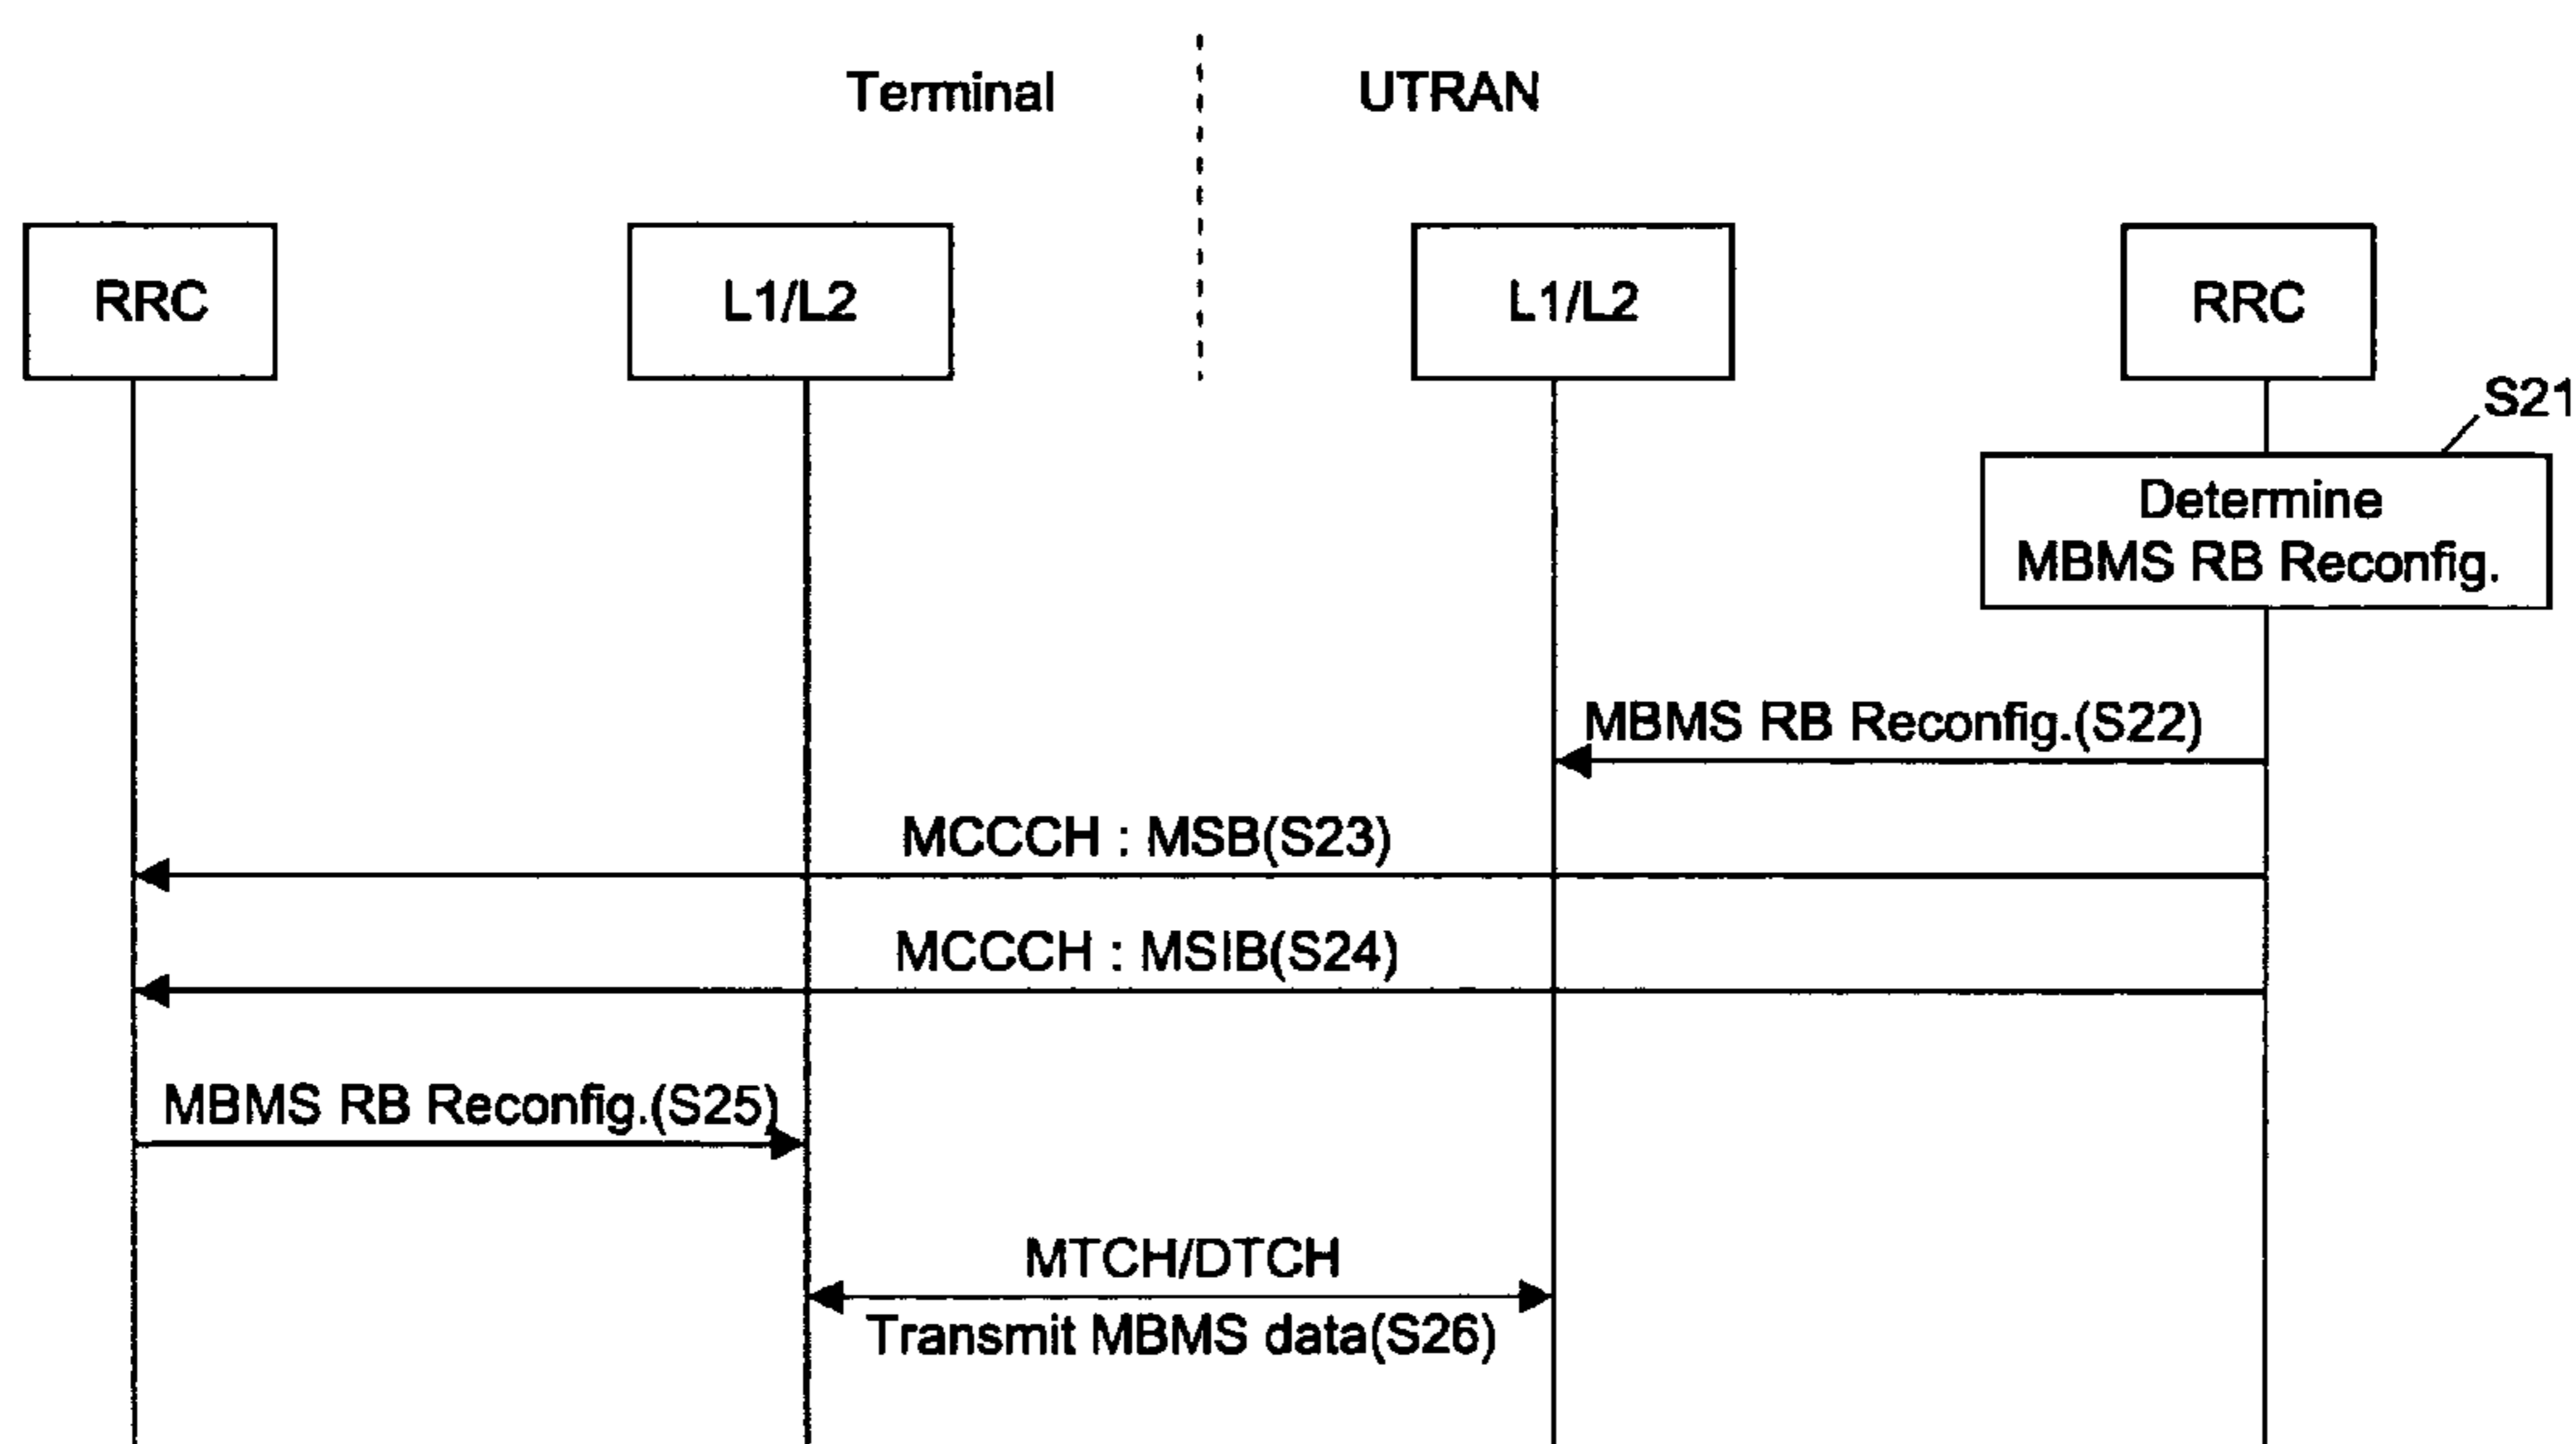 Terminal
UTRAN
RRC
L1/L2
L1/L2
RRC
S21
Determine
MBMS RB Reconfig.
MBMS RB Reconfig.(S22)
MCCCH : MSB(S23)
MCCCH : MSIB(S24)
MBMS RB Reconfig.(S25)
MTCH/DTCH
Transmit MBMS data(S26)